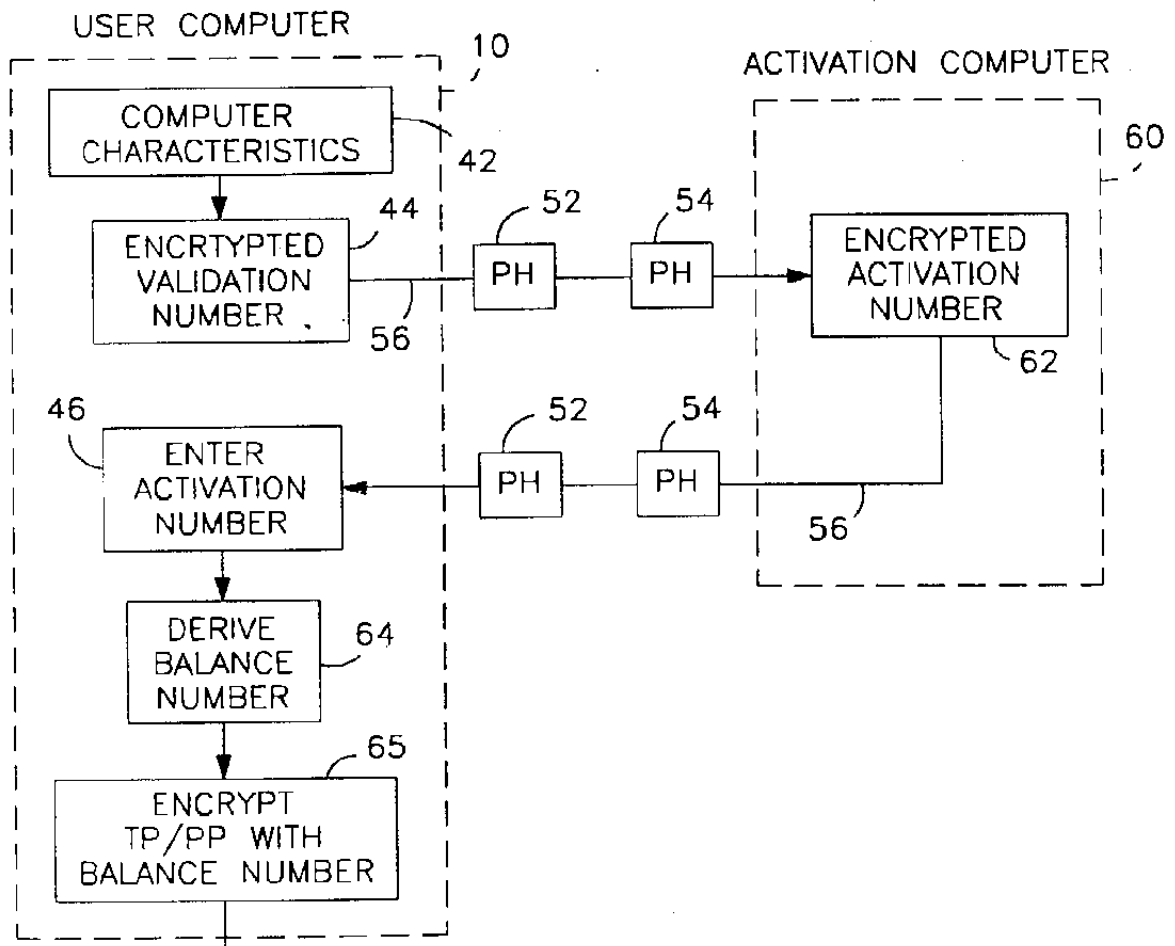 USER COMPUTER
10
ACTIVATION COMPUTER
COMPUTER
CHARACTERISTICS
42
60
44
52
54
ENCRTYPTED
VALIDATION
NUMBER
PH
PH
ENCRYPTED
ACTIVATION
NUMBER
56
62
46
52
54
ENTER
ACTIVATION
NUMBER
PH
PH
56
DERIVE
BALANCE
NUMBER
64
65
ENCRYPT
TP/PP WITH
BALANCE NUMBER